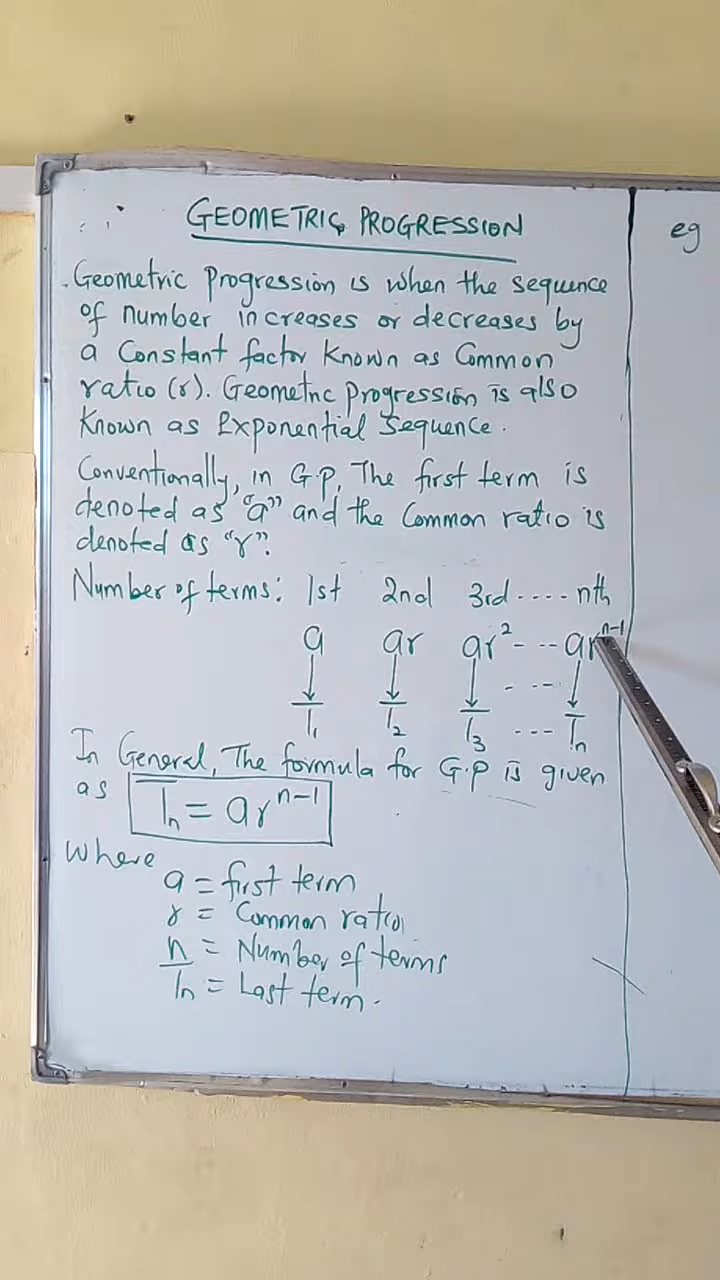 GEOMETRIC PROGRESSION
eg
Geometric Progression is when the sequence
of number increases or decreases by
a Constant factor Known as Common
ratio (r). Geometric Progression is also
Known as Exponential Sequence.
Conventionally, in G.P, The first term is
denoted as "a" and the Common ratio is
denoted as "r".
Number of terms: 1st 2nd 3rd .... nth
a ar ar² - -- arⁿ⁻¹
↓ ↓ ↓ - -- ↓
T₁ T₂ T₃ --- Tₙ
In General, The formula for G.P is given
as Tₙ = arⁿ⁻¹
Where
a = first term
r = Common ratio
n = Number of terms
Tₙ = Last term.